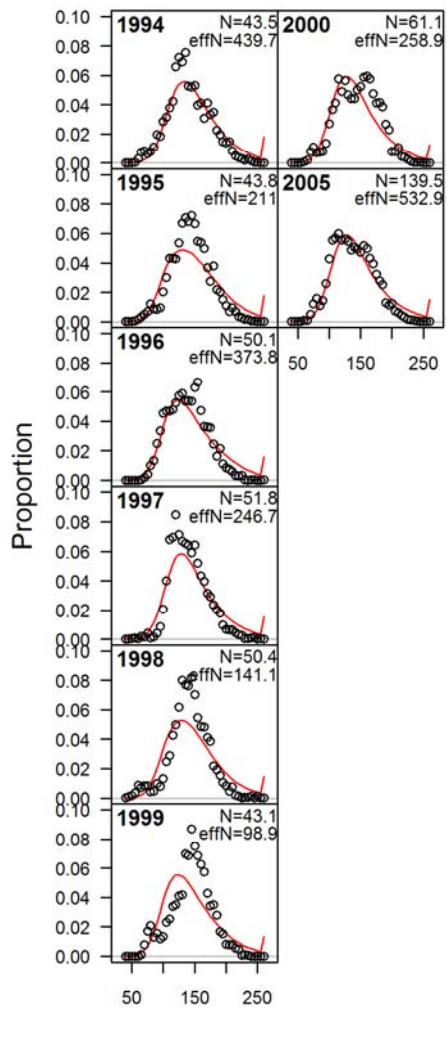 Proportion
1994
N=43.5
effN=439.7
0.10
0.08
0.06
0.04
0.02
0.00
1995
N=43.8
effN=211
0.10
0.08
0.06
0.04
0.02
0.00
1996
N=50.1
effN=373.8
0.10
0.08
0.06
0.04
0.02
0.00
1997
N=51.8
effN=246.7
0.10
0.08
0.06
0.04
0.02
0.00
1998
N=50.4
effN=141.1
0.10
0.08
0.06
0.04
0.02
0.00
1999
N=43.1
effN=98.9
0.10
0.08
0.06
0.04
0.02
0.00
50 150 250
2000
N=61.1
effN=258.9
2005
N=139.5
effN=532.9
50 150 250